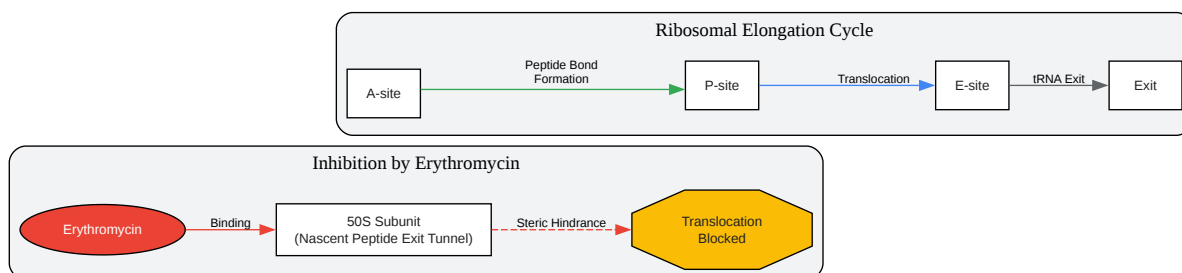 Ribosomal Elongation Cycle
Peptide Bond
Formation
Translocation
tRNA Exit
A-site
P-site
E-site
Exit
Inhibition by Erythromycin
Erythromycin
Binding
50S Subunit
(Nascent Peptide Exit Tunnel)
Steric Hindrance
Translocation
Blocked